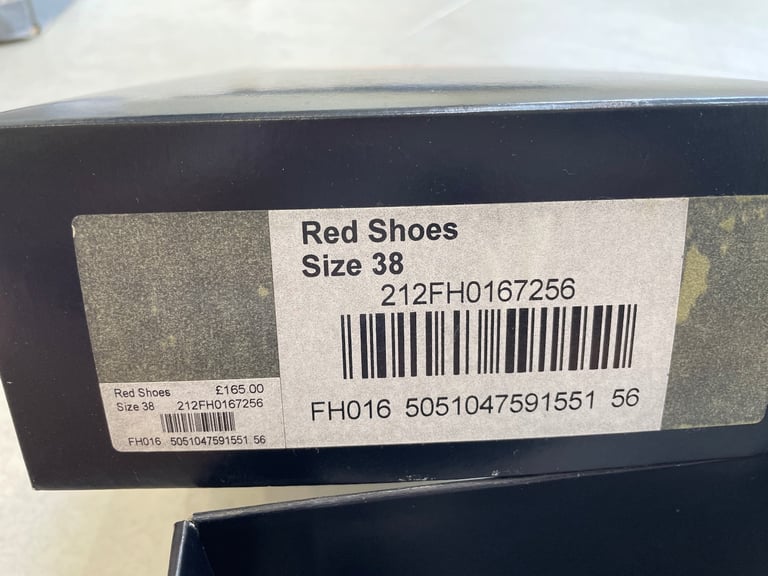 Red Shoes
Size 38
212FH0167256
FH016 5051047591551 56
Red Shoes £165.00
Size 38 212FH0167256
FH016 5051047591551 56